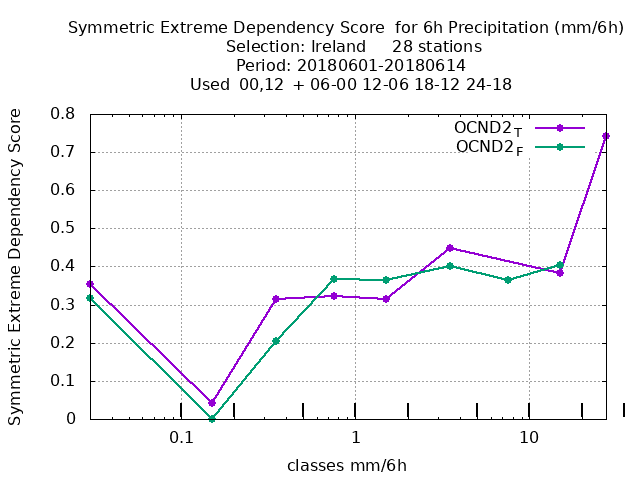 Symmetric Extreme Dependency Score  for 6h Precipitation (mm/6h)
Selection: Ireland     28 stations
Period: 20180601-20180614
Used  00,12  + 06-00 12-06 18-12 24-18
Symmetric Extreme Dependency Score
0.8
0.7
0.6
0.5
0.4
0.3
0.2
0.1
0
OCND2T
OCND2F
0.1
1
10
classes mm/6h